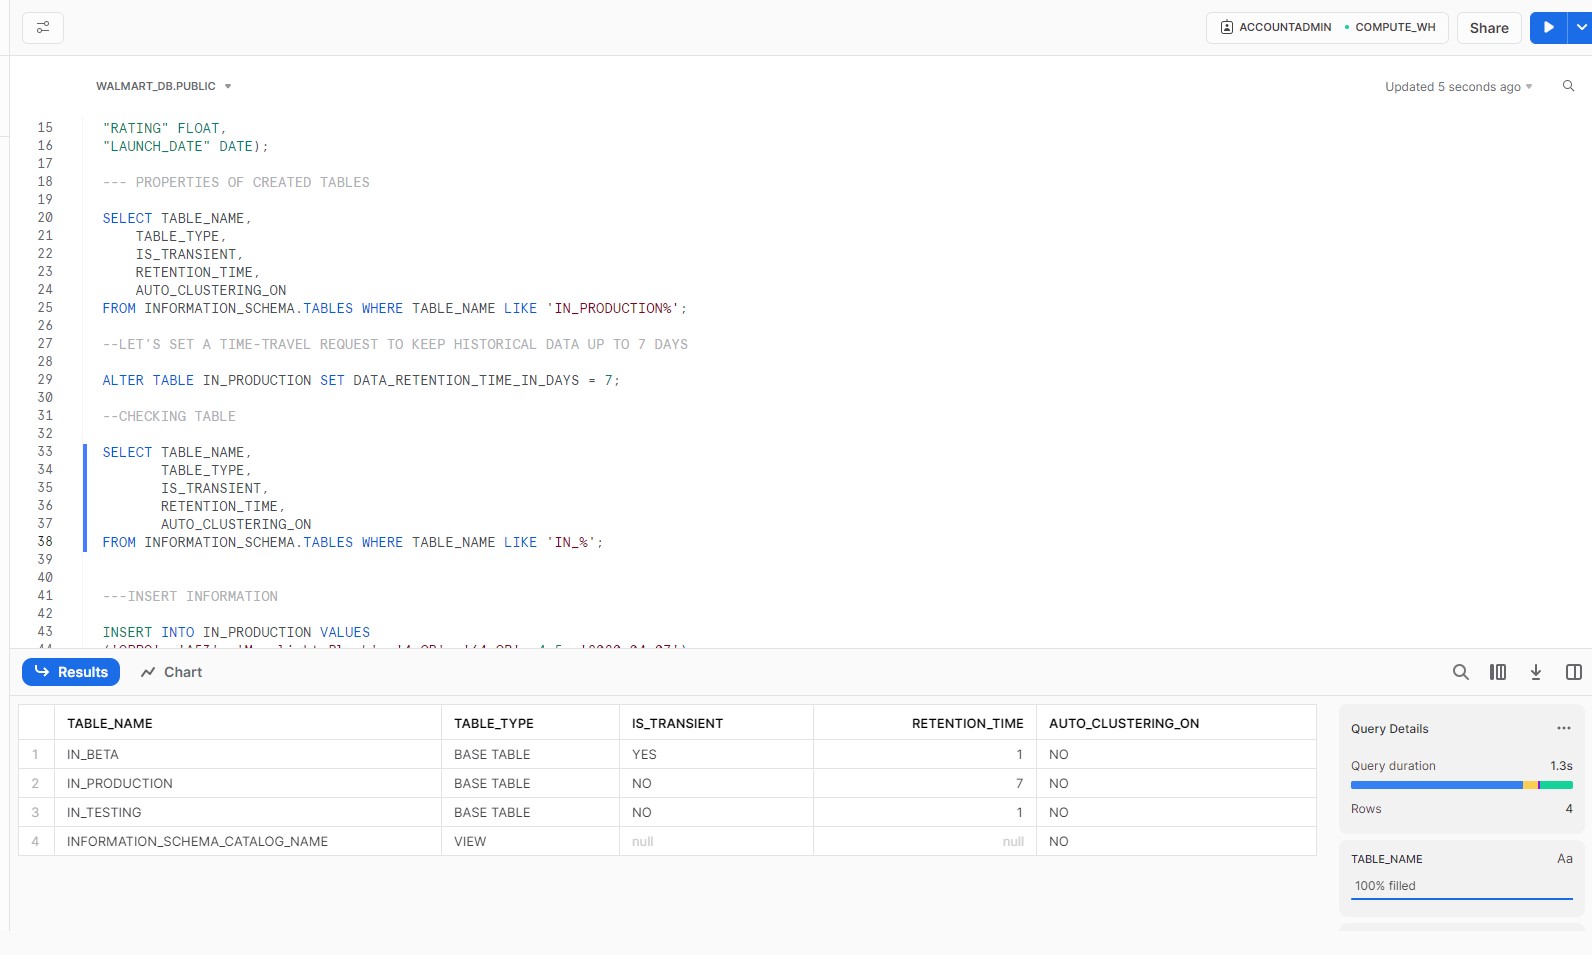 ACCOUNTADMIN • COMPUTE_WH
Share
WALMART_DB.PUBLIC
Updated 5 seconds ago
15 "RATING" FLOAT,
16 "LAUNCH_DATE" DATE);
17
18 --- PROPERTIES OF CREATED TABLES
19
20 SELECT TABLE_NAME,
21 TABLE_TYPE,
22 IS_TRANSIENT,
23 RETENTION_TIME,
24 AUTO_CLUSTERING_ON
25 FROM INFORMATION_SCHEMA.TABLES WHERE TABLE_NAME LIKE 'IN_PRODUCTION%';
26
27 --LET'S SET A TIME-TRAVEL REQUEST TO KEEP HISTORICAL DATA UP TO 7 DAYS
28
29 ALTER TABLE IN_PRODUCTION SET DATA_RETENTION_TIME_IN_DAYS = 7;
30
31 --CHECKING TABLE
32
33 SELECT TABLE_NAME,
34 TABLE_TYPE,
35 IS_TRANSIENT,
36 RETENTION_TIME,
37 AUTO_CLUSTERING_ON
38 FROM INFORMATION_SCHEMA.TABLES WHERE TABLE_NAME LIKE 'IN_%';
39
40
41 ---INSERT INFORMATION
42
43 INSERT INTO IN_PRODUCTION VALUES
Results Chart
TABLE_NAME TABLE_TYPE IS_TRANSIENT RETENTION_TIME AUTO_CLUSTERING_ON
1 IN_BETA BASE TABLE YES 1 NO
2 IN_PRODUCTION BASE TABLE NO 7 NO
3 IN_TESTING BASE TABLE NO 1 NO
4 INFORMATION_SCHEMA_CATALOG_NAME VIEW null null NO
Query Details ...
Query duration 1.3s
Rows 4
TABLE_NAME Aa
100% filled